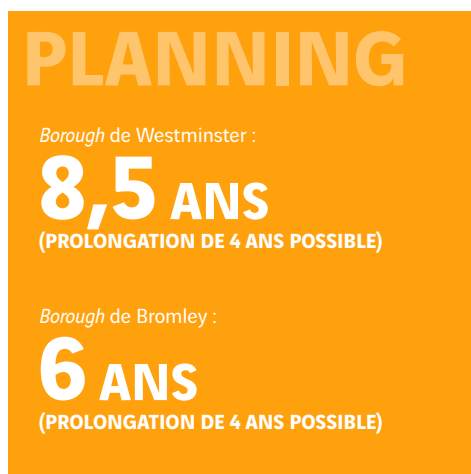 PLANNING
Borough de Westminster :
8,5 ANS
(PROLONGATION DE 4 ANS POSSIBLE)
Borough de Bromley :
6 ANS
(PROLONGATION DE 4 ANS POSSIBLE)